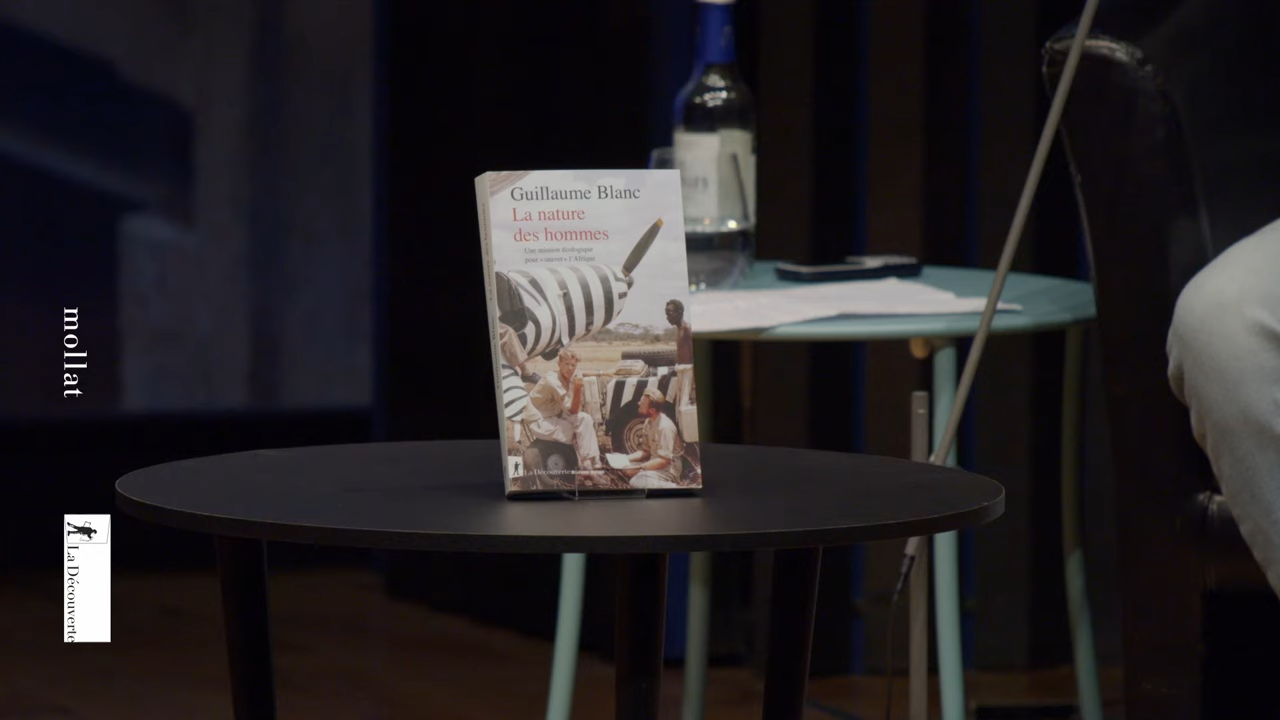 Guillaume Blanc
La nature
des hommes
Une mission écologique
pour « sauver » l'Afrique
La Découverte
mollat
La Découverte